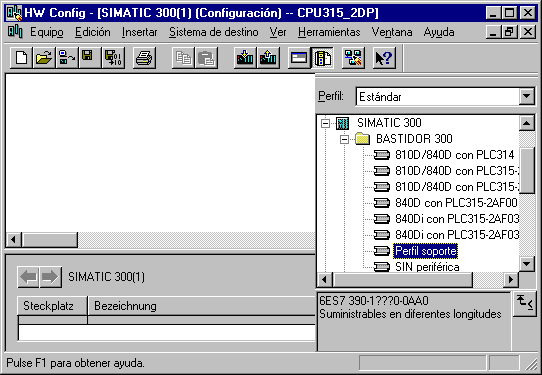 HW Config - [SIMATIC 300(1) (Configuración) -- CPU315_2DP]
Equipo Edición Insertar Sistema de destino Ver Herramientas Ventana Ayuda
Perfil: Estándar
SIMATIC 300
BASTIDOR 300
810D/840D con PLC314
810D/840D con PLC315-2
810D/840D con PLC315-
840D con PLC315-2AF00
840Di con PLC315-2AF03
840Di con PLC315-2AF03
Perfil soporte
SIN periférica
SIMATIC 300(1)
Steckplatz Bezeichnung
6ES7 390-1???0-0AA0
Suministrables en diferentes longitudes
Pulse F1 para obtener ayuda.